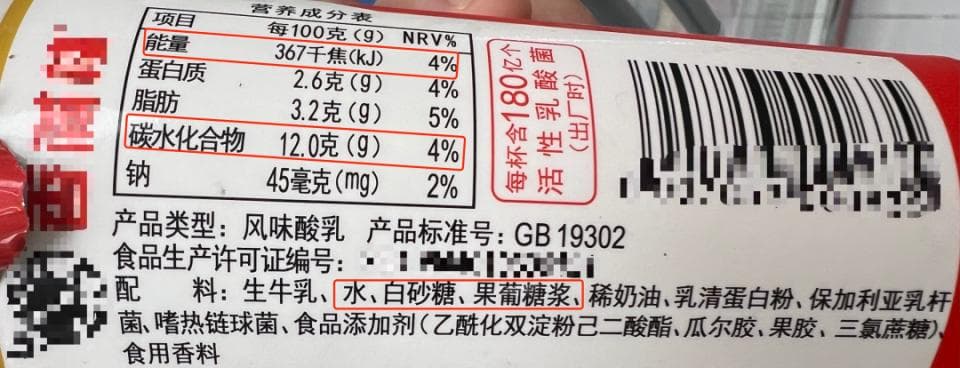 营养成分表
项目 每100克(g) NRV%
能量 367千焦(kJ) 4%
蛋白质 2.6克(g) 4%
脂肪 3.2克(g) 5%
碳水化合物 12.0克(g) 4%
钠 45毫克(mg) 2%
每杯含180亿个
活性乳酸菌
(出厂时)
产品类型：风味酸乳 产品标准号：GB 19302
食品生产许可证编号：
配 料：生牛乳、水、白砂糖、果葡糖浆、稀奶油、乳清蛋白粉、保加利亚乳杆
菌、嗜热链球菌、食品添加剂(乙酰化双淀粉己二酸酯、瓜尔胶、果胶、三氯蔗糖)、
食用香料